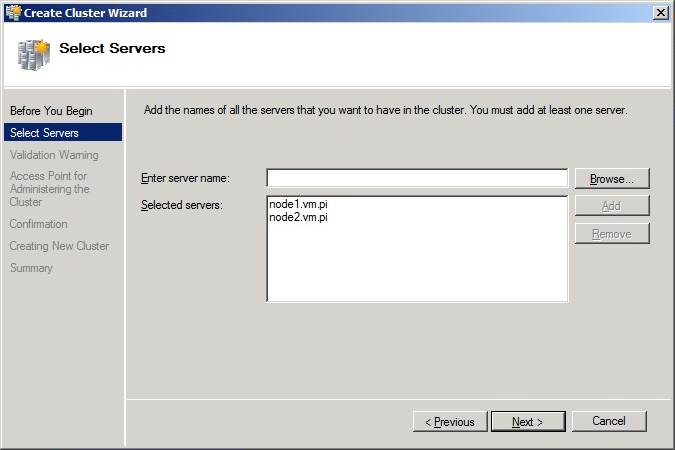 Create Cluster Wizard
Select Servers
Before You Begin
Select Servers
Validation Warning
Access Point for
Administering the
Cluster
Confirmation
Creating New Cluster
Summary
Add the names of all the servers that you want to have in the cluster. You must add at least one server.
Enter server name:
Browse...
Selected servers:
node1.vm.pi
node2.vm.pi
Add
Remove
< Previous
Next >
Cancel